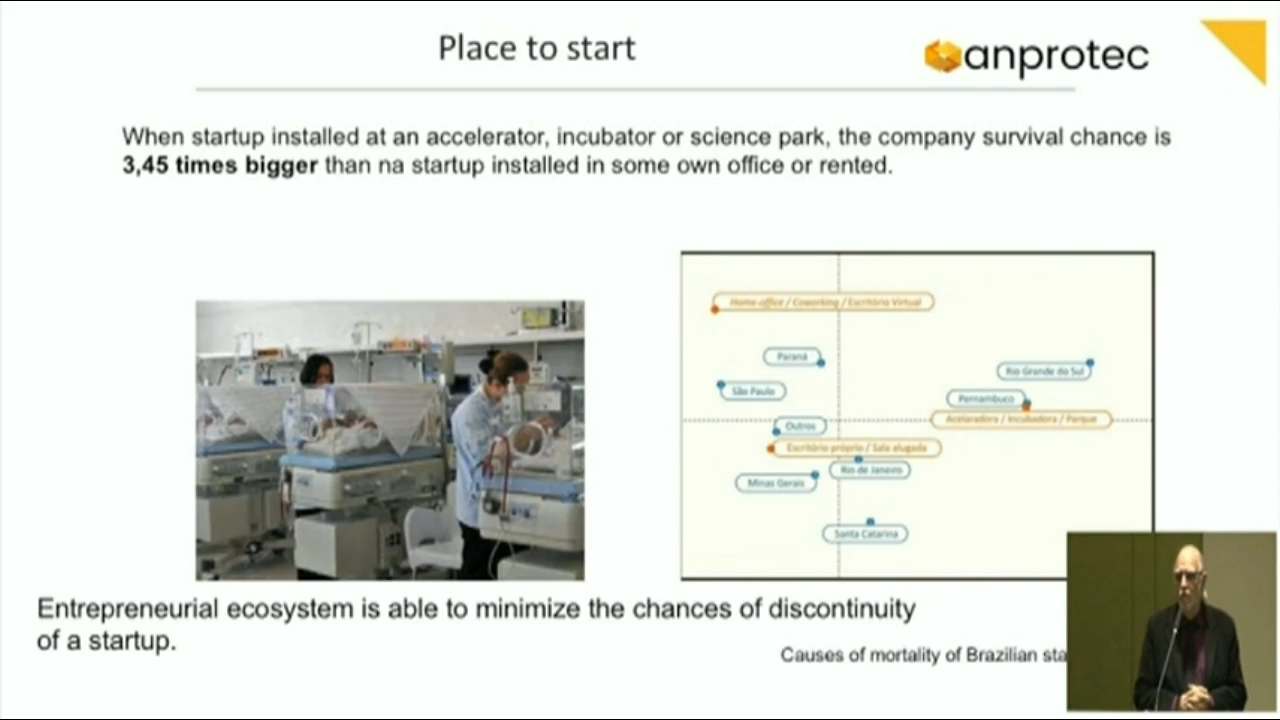 Place to start
anprotec
When startup installed at an accelerator, incubator or science park, the company survival chance is
3,45 times bigger than na startup installed in some own office or rented.
Home-office / Coworking / Escritório Virtual
Paraná
Rio Grande do Sul
São Paulo
Pernambuco
Aceleradora / Incubadora / Parque
Outros
Escritório próprio / Sala alugada
Rio de Janeiro
Minas Gerais
Santa Catarina
Entrepreneurial ecosystem is able to minimize the chances of discontinuity
of a startup.
Causes of mortality of Brazilian sta